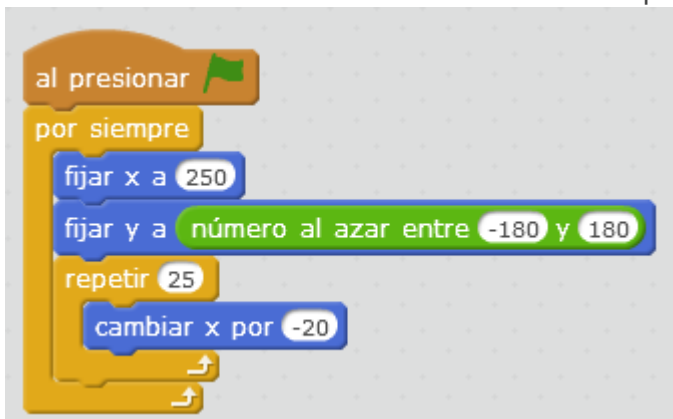 al presionar
por siempre
fijar x a 250
fijar y a número al azar entre -180 y 180
repetir 25
cambiar x por -20